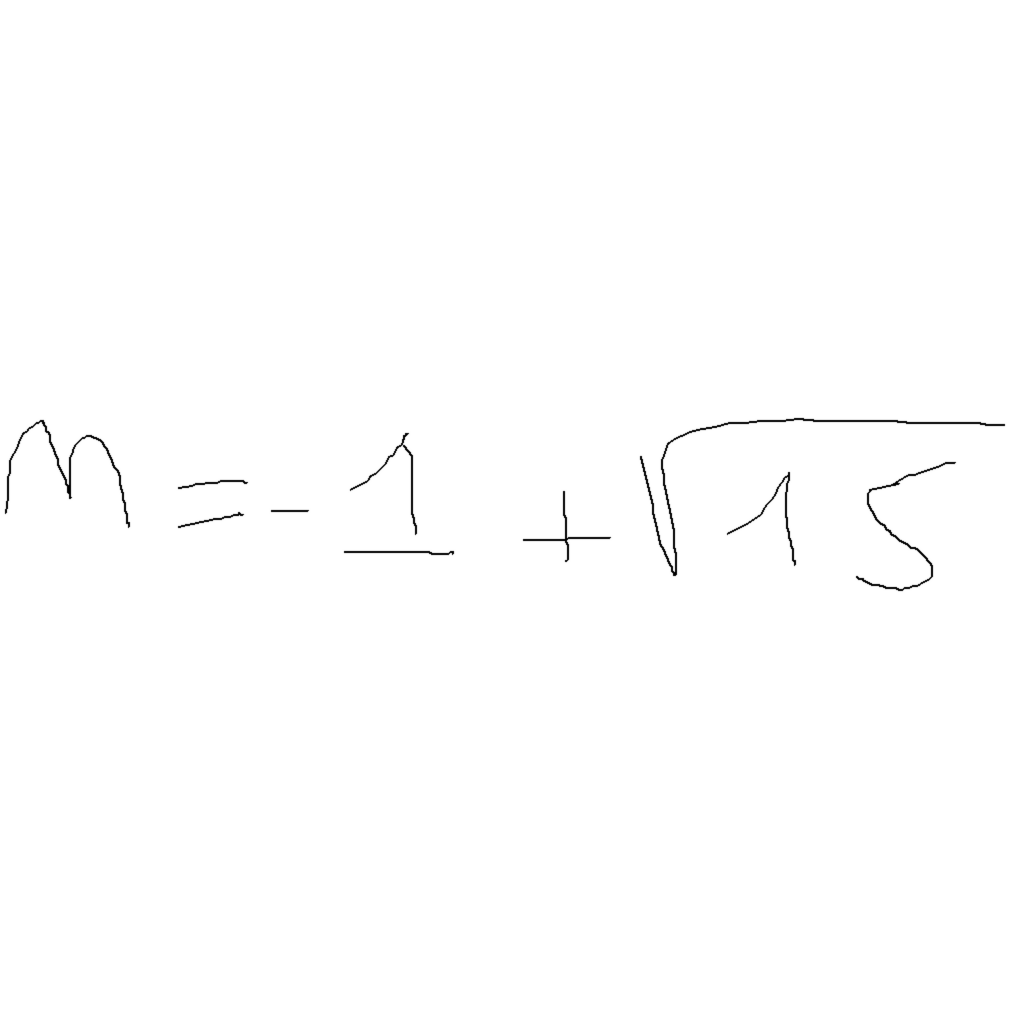 m = -1 + √15